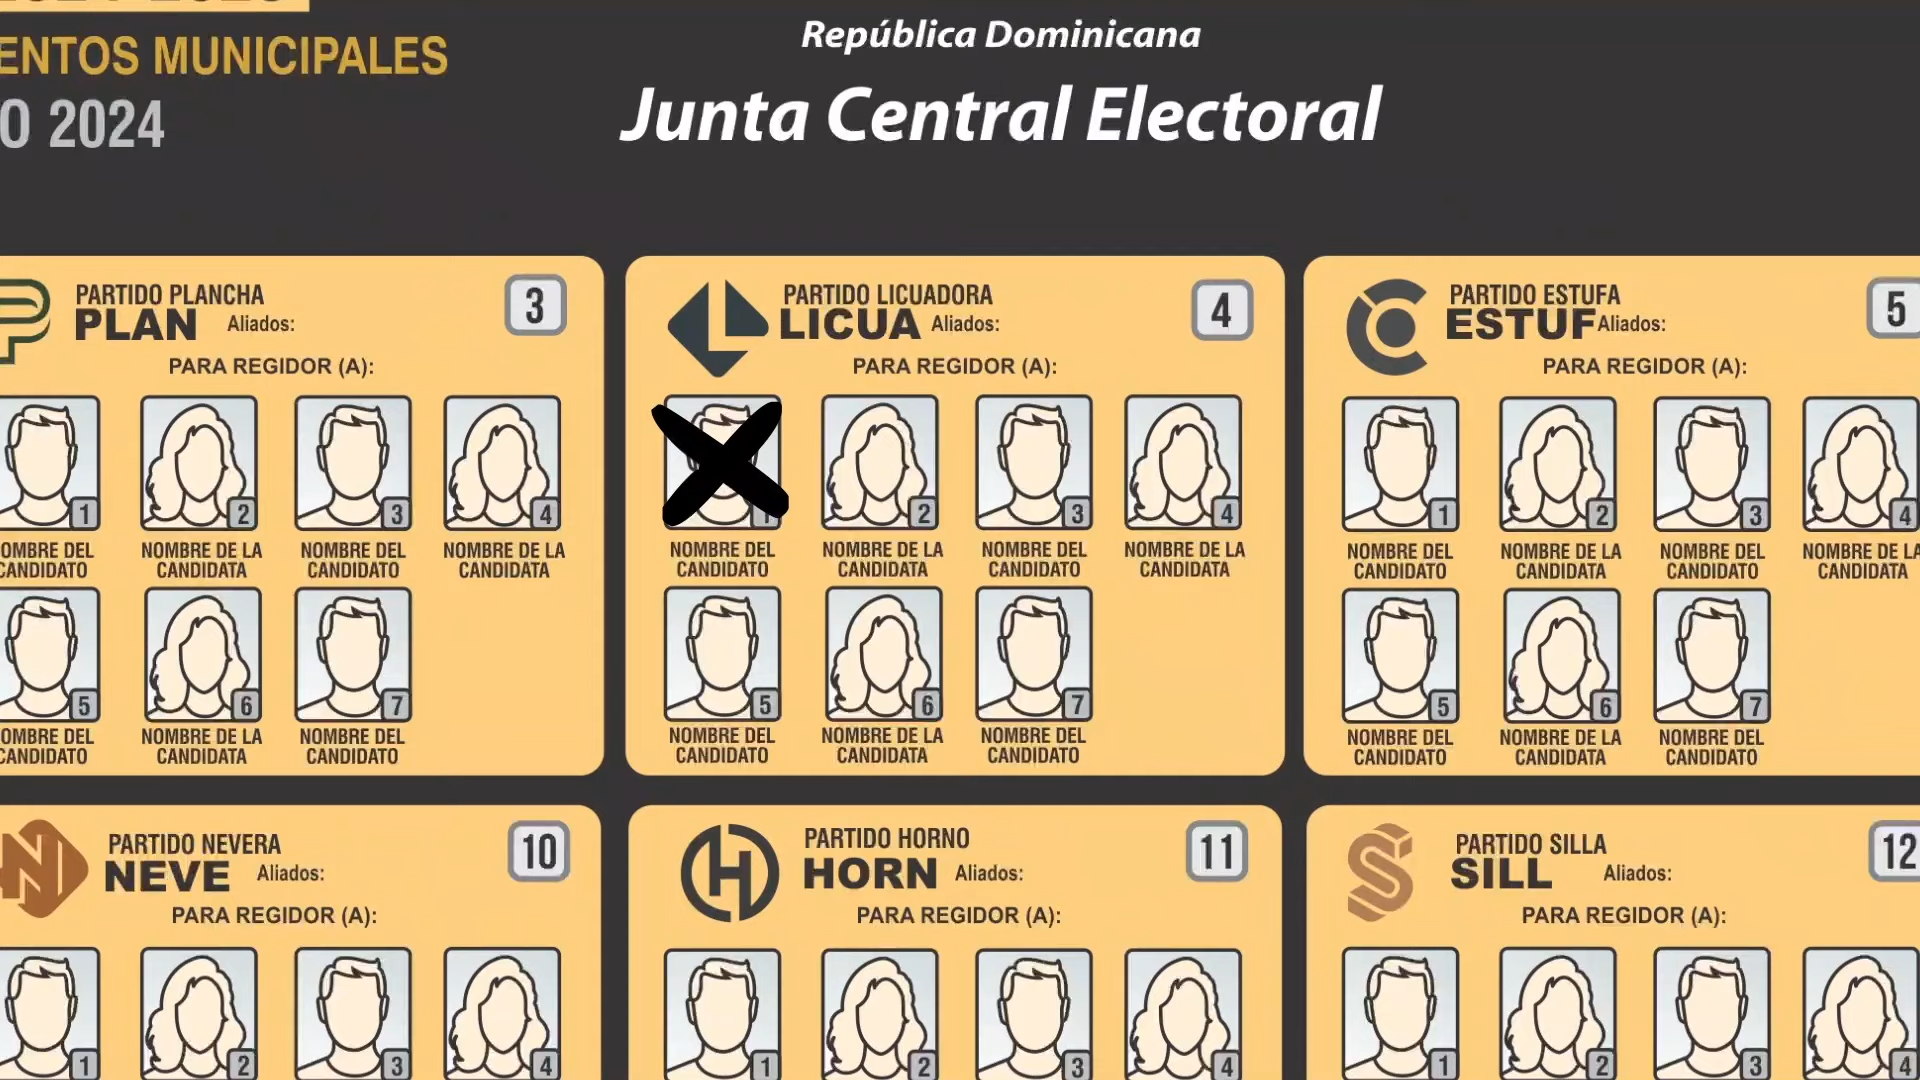 ENTOS MUNICIPALES
O 2024
República Dominicana
Junta Central Electoral
PARTIDO PLANCHA
PLAN Aliados:
3
PARA REGIDOR (A):
1 2 3 4
OMBRE DEL NOMBRE DE LA NOMBRE DEL NOMBRE DE LA
CANDIDATO CANDIDATA CANDIDATO CANDIDATA
5 6 7
OMBRE DEL NOMBRE DE LA NOMBRE DEL
CANDIDATO CANDIDATA CANDIDATO
PARTIDO LICUADORA
LICUA Aliados:
4
PARA REGIDOR (A):
1 2 3 4
NOMBRE DEL NOMBRE DE LA NOMBRE DEL NOMBRE DE LA
CANDIDATO CANDIDATA CANDIDATO CANDIDATA
5 6 7
NOMBRE DEL NOMBRE DE LA NOMBRE DEL
CANDIDATO CANDIDATA CANDIDATO
PARTIDO ESTUFA
ESTUF Aliados:
5
PARA REGIDOR (A):
1 2 3 4
NOMBRE DEL NOMBRE DE LA NOMBRE DEL NOMBRE DE LA
CANDIDATO CANDIDATA CANDIDATO CANDIDATA
5 6 7
NOMBRE DEL NOMBRE DE LA NOMBRE DEL
CANDIDATO CANDIDATA CANDIDATO
PARTIDO NEVERA
NEVE Aliados:
10
PARA REGIDOR (A):
1 2 3 4
PARTIDO HORNO
HORN Aliados:
11
PARA REGIDOR (A):
1 2 3 4
PARTIDO SILLA
SILL Aliados:
12
PARA REGIDOR (A):
1 2 3 4